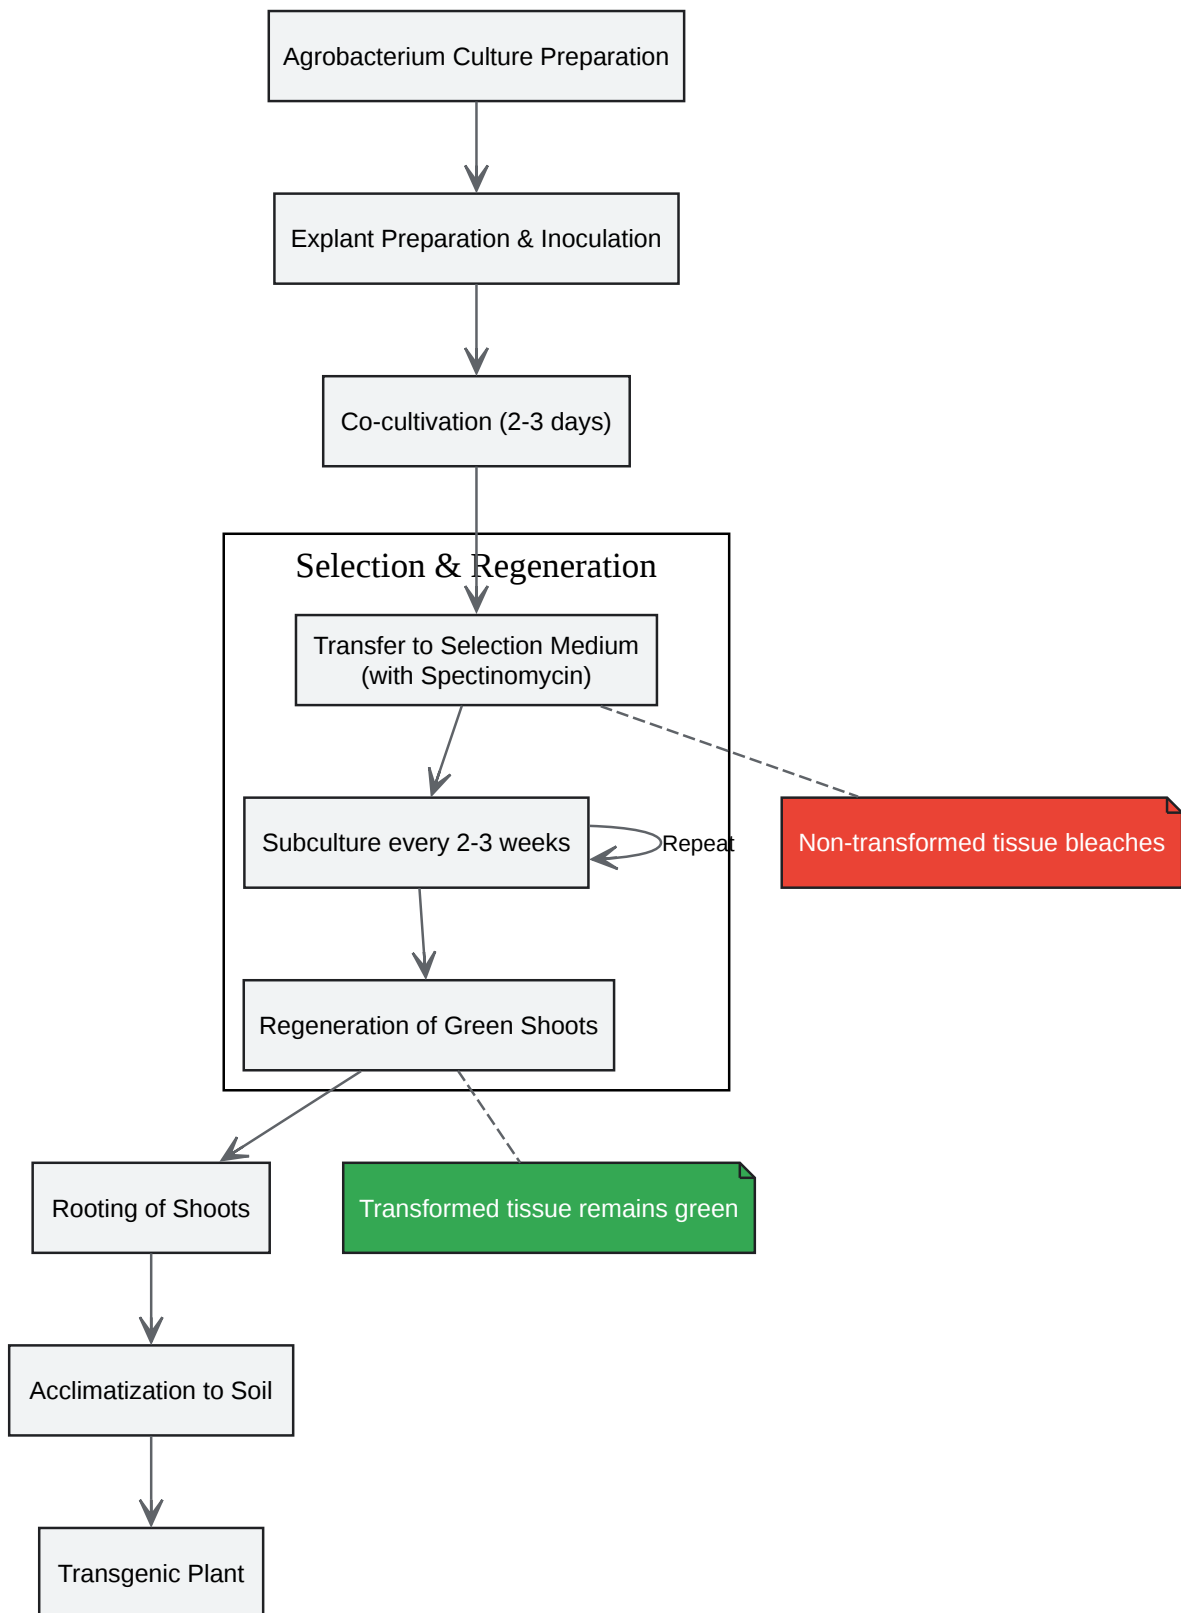 Agrobacterium Culture Preparation
Explant Preparation & Inoculation
Co-cultivation (2-3 days)
Selection & Regeneration
Transfer to Selection Medium
(with Spectinomycin)
Subculture every 2-3 weeks
Repeat
Non-transformed tissue bleaches
Regeneration of Green Shoots
Rooting of Shoots
Transformed tissue remains green
Acclimatization to Soil
Transgenic Plant